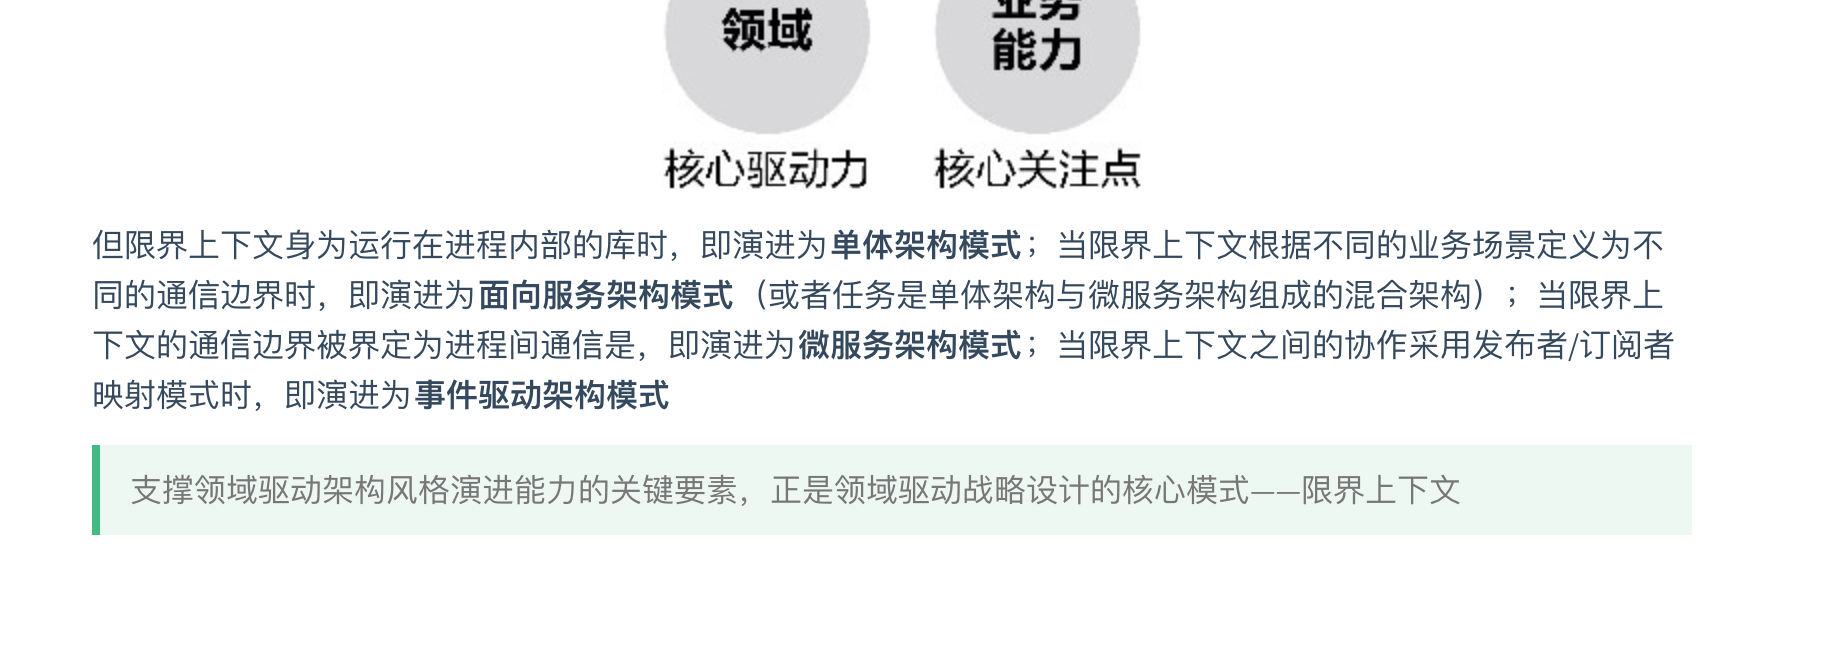 领域
业务
能力
核心驱动力
核心关注点
但限界上下文身为运行在进程内部的库时，即演进为单体架构模式；当限界上下文根据不同的业务场景定义为不
同的通信边界时，即演进为面向服务架构模式（或者任务是单体架构与微服务架构组成的混合架构）；当限界上
下文的通信边界被界定为进程间通信是，即演进为微服务架构模式；当限界上下文之间的协作采用发布者/订阅者
映射模式时，即演进为事件驱动架构模式
支撑领域驱动架构风格演进能力的关键要素，正是领域驱动战略设计的核心模式——限界上下文